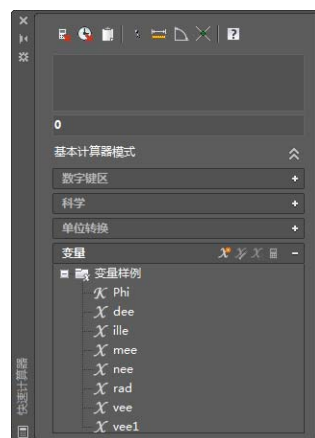 0
基本计算器模式
数字键区
科学
单位转换
变量
变量样例
Phi
dee
ille
mee
nee
rad
vee
vee1
快速计算器